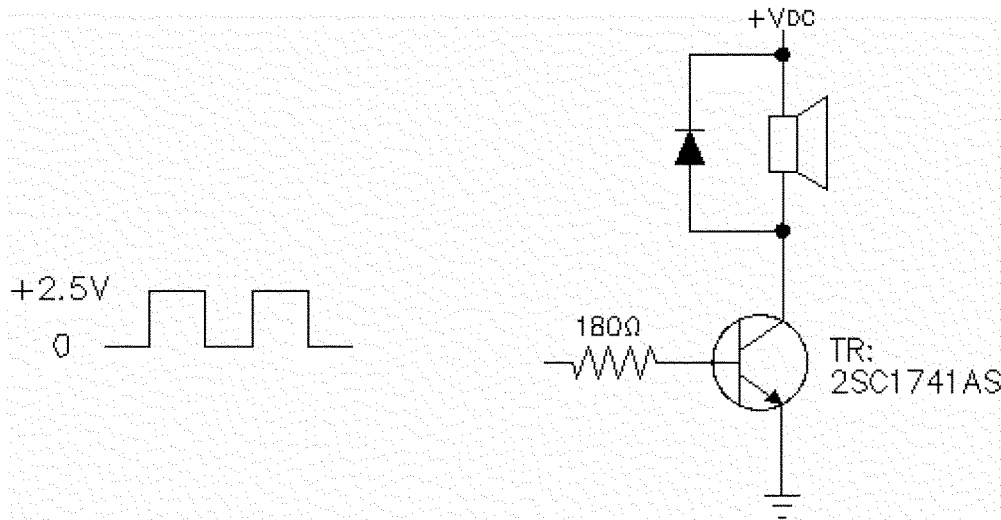 +VDC
+2.5V
0
180Ω
TR:
2SC1741AS